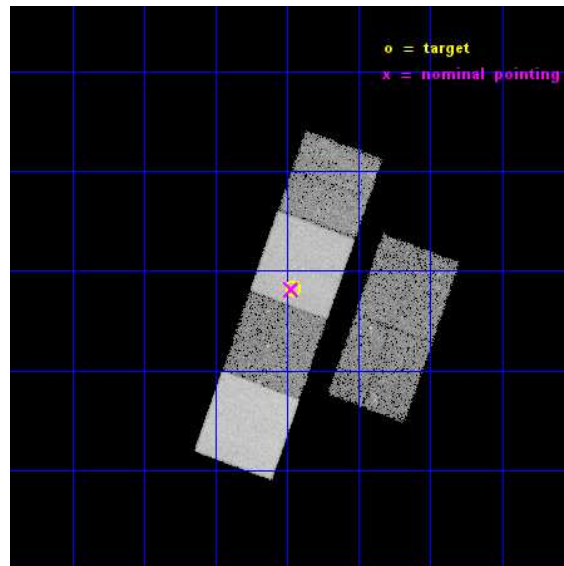 o = target
x = nominal pointing